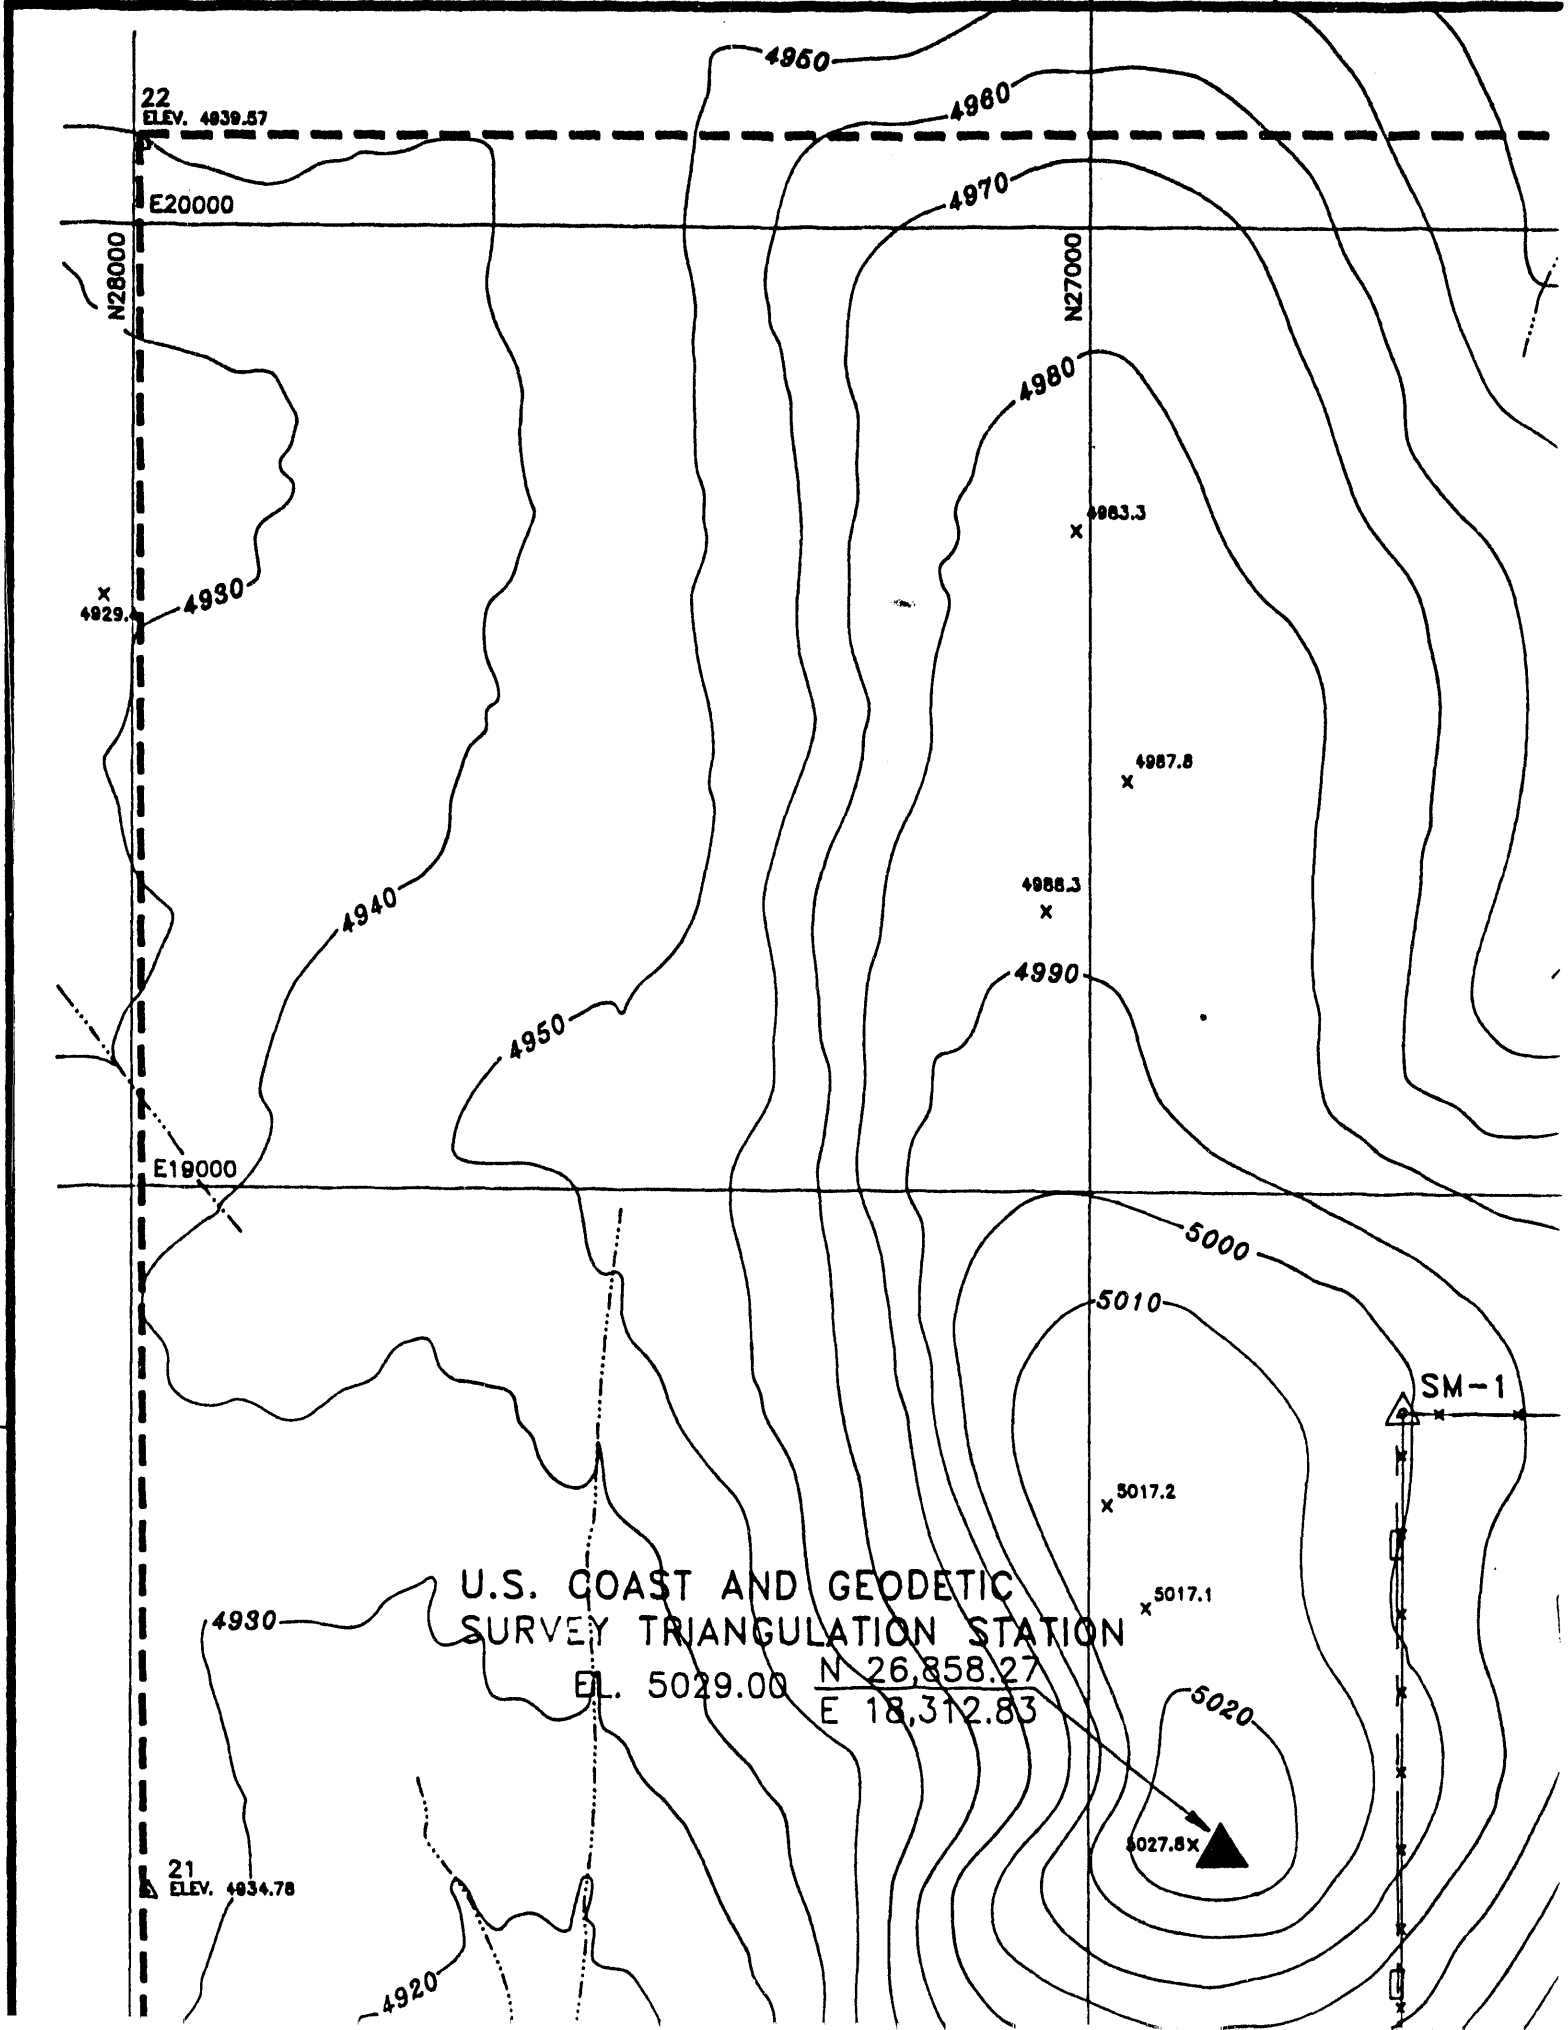 4950
4960
22
ELEV. 4939.57
4970
E20000
N28000
N27000
4980
4983.3
4930
4929.4
4987.8
4988.3
4940
4990
4950
E19000
5000
5010
SM-1
5017.2
U.S. COAST AND GEODETIC
5017.1
4930
SURVEY TRIANGULATION STATION
EL. 5029.00 N 26,858.27
E 18,312.83
5020
5027.8
21
ELEV. 4934.78
4920